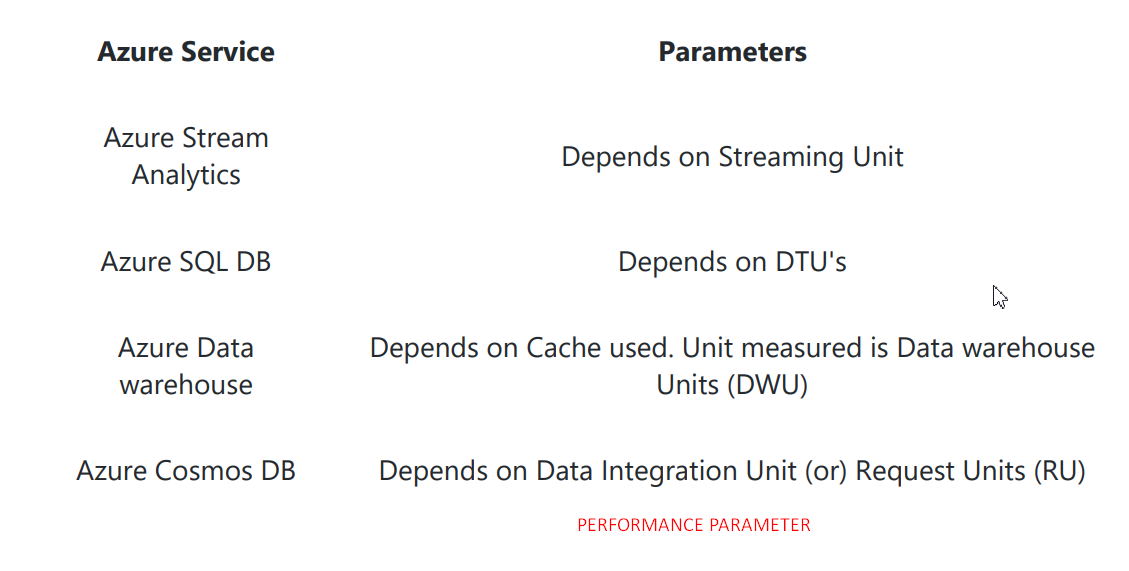 Azure Service Parameters
Azure Stream
Analytics
Depends on Streaming Unit
Azure SQL DB
Depends on DTU's
Azure Data
warehouse
Depends on Cache used. Unit measured is Data warehouse
Units (DWU)
Azure Cosmos DB
Depends on Data Integration Unit (or) Request Units (RU)
PERFORMANCE PARAMETER